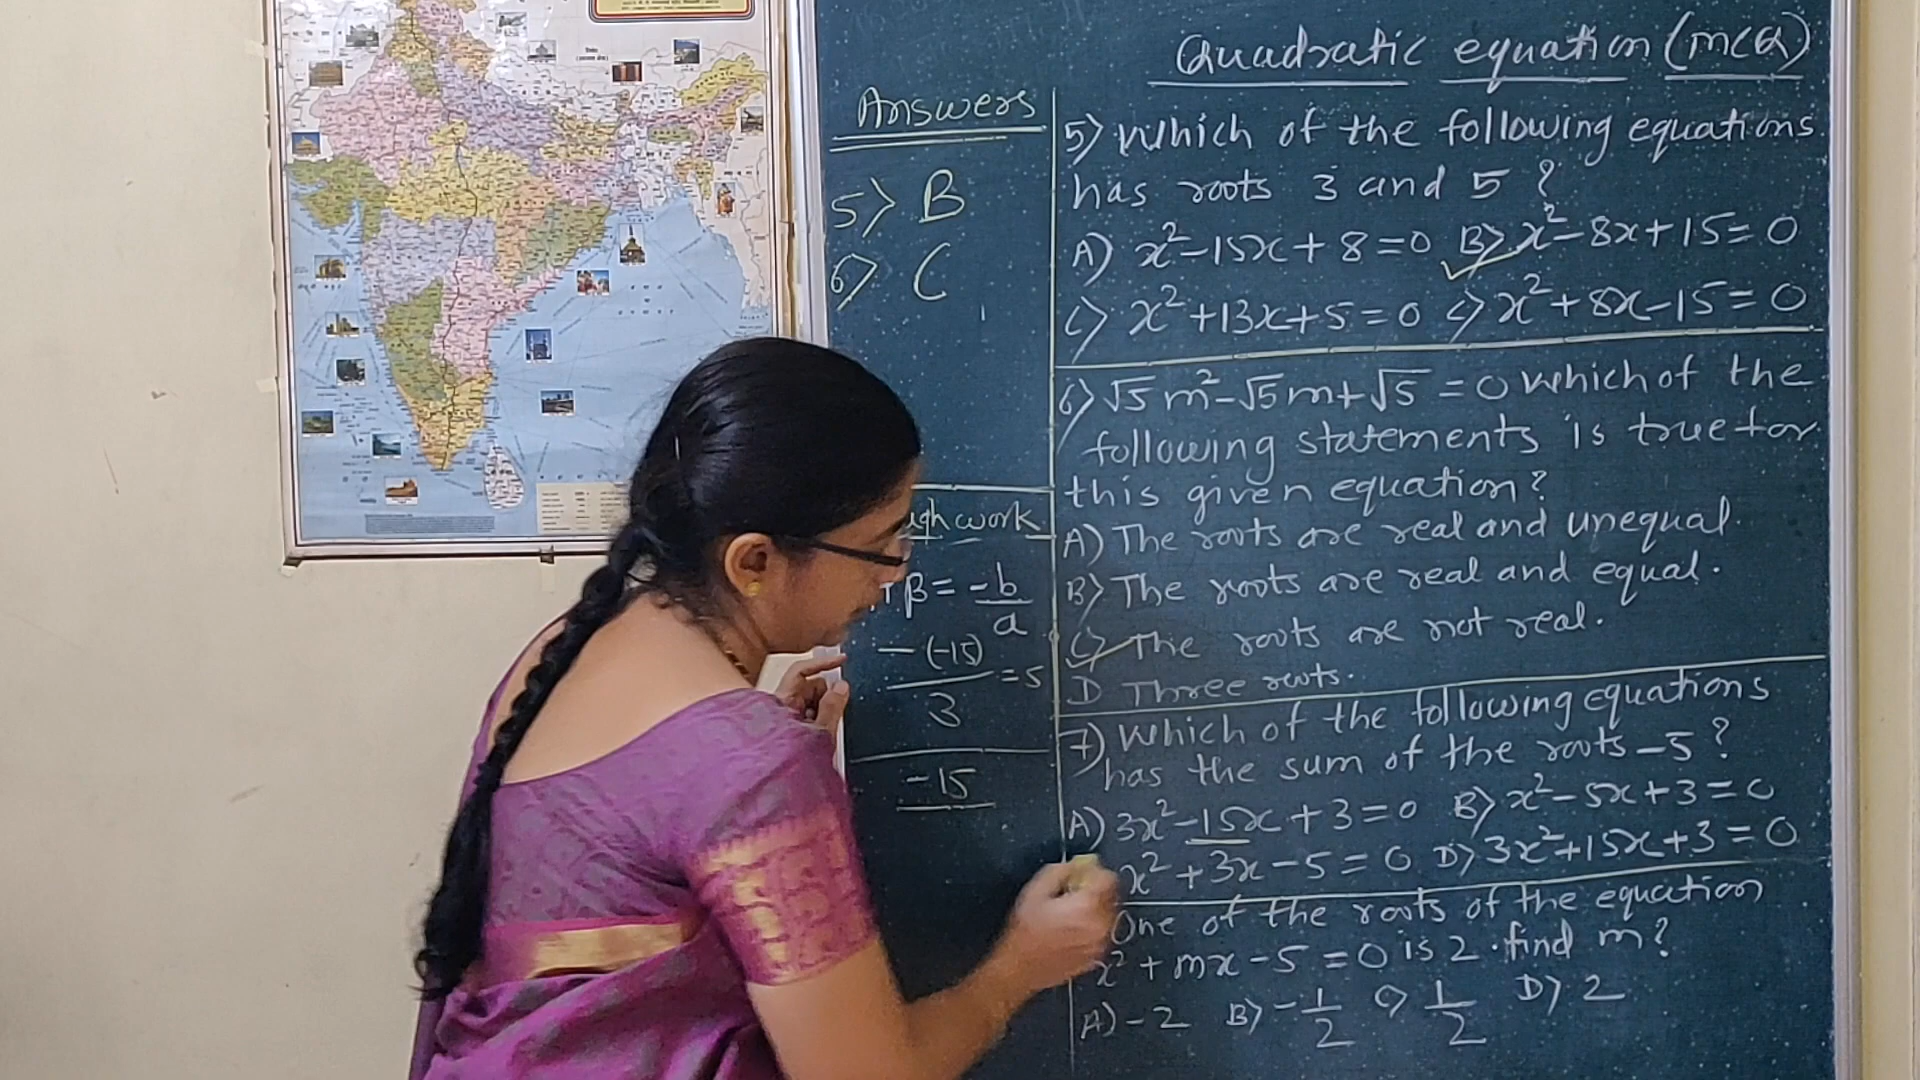 Quadratic equation (MCQ)
Answers
5) B
6) C
5) Which of the following equations
has roots 3 and 5 ?
A) x²-15x+8=0 B) x²-8x+15=0
C) x²+13x+5=0 C) x²+8x-15=0
6) √5 m²-√5m+√5 =0 which of the
following statements is true for
this given equation?
A) The roots are real and unequal.
B) The roots are real and equal.
C) The roots are not real.
D Three roots.
7) Which of the following equations
has the sum of the roots -5?
A) 3x²-15x+3=0 B) x²-5x+3=0
x²+3x-5=0 D) 3x²+15x+3=0
One of the roots of the equation
x²+mx-5=0 is 2. find m?
A) -2 B) -1/2 C) 1/2 D) 2
work
β = -b/a
-(-15)/3 = 5
-15